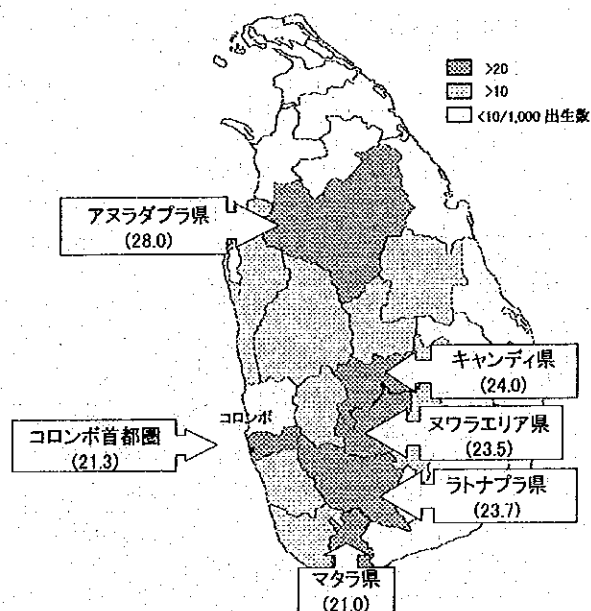 >20
>10
<10/1,000 出生数
アヌラダプラ県
(28.0)
キャンディ県
(24.0)
コロンボ
ヌワラエリア県
(23.5)
コロンボ首都圏
(21.3)
ラトナプラ県
(23.7)
マタラ県
(21.0)